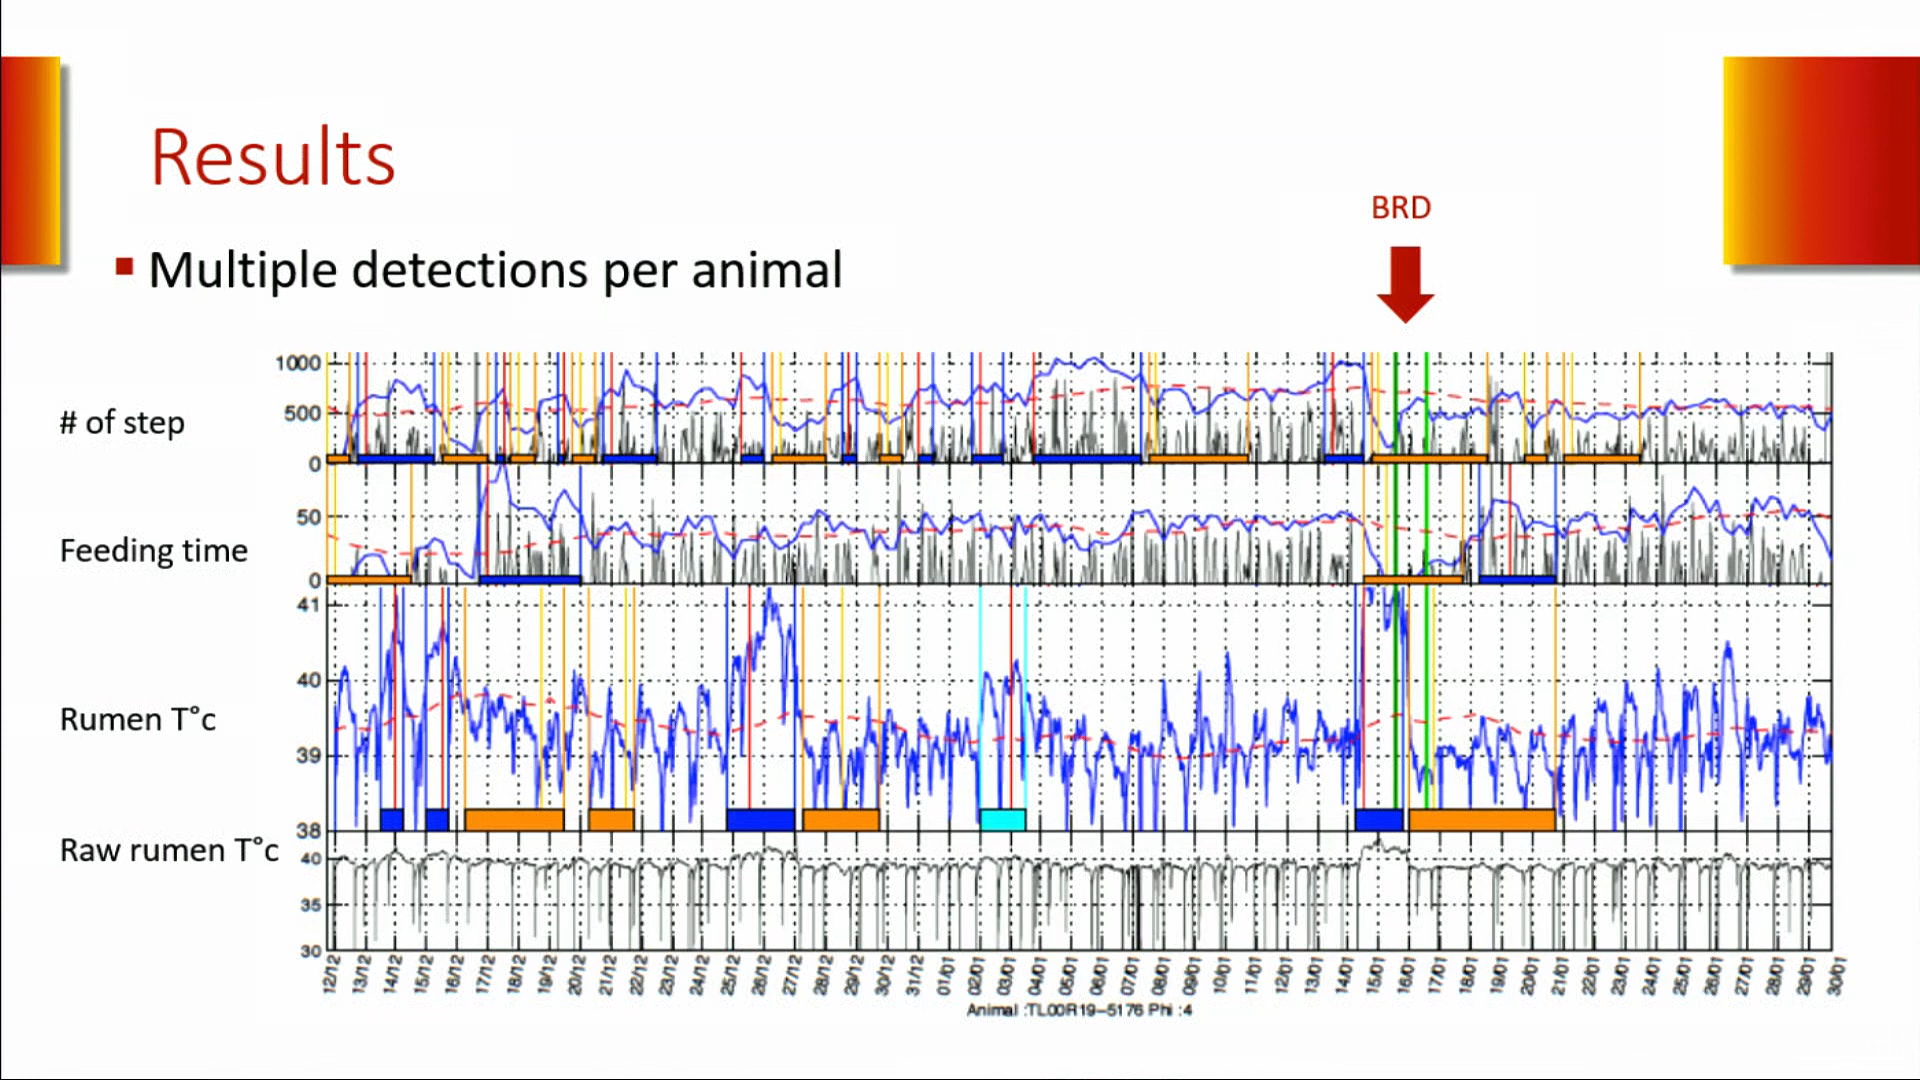 Results
BRD
Multiple detections per animal
1000
# of step
500
0
50
Feeding time
0
41
40
Rumen T°c
39
38
Raw rumen T°c
40
35
30
12/12 13/12 14/12 15/12 16/12 17/12 18/12 19/12 20/12 21/12 22/12 23/12 24/12 25/12 26/12 27/12 28/12 29/12 30/12 31/12 01/01 02/01 03/01 04/01 05/01 06/01 07/01 08/01 09/01 10/01 11/01 12/01 13/01 14/01 15/01 16/01 17/01 18/01 19/01 20/01 21/01 22/01 23/01 24/01 25/01 26/01 27/01 28/01 29/01 30/01
Animal :TL00R19-5176 Phi :4